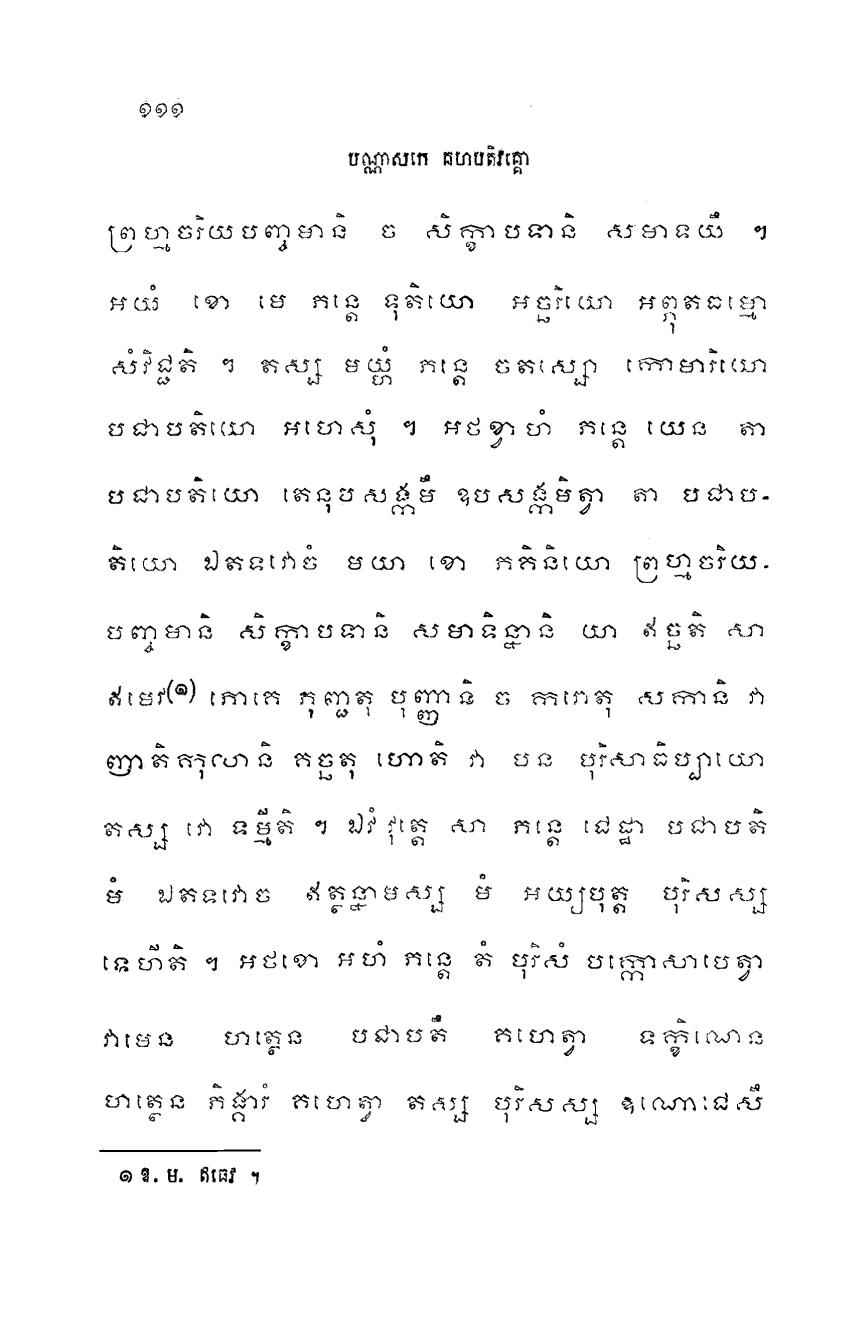 ១១១
បណ្ណាសកេ គហបតិវគ្គោ
ព្រហ្មចរិយបញ្ចមានិ ច សិក្ខាបទានិ សមាទយឹ ។
អយំ ខោ មេ ភន្តេ ទុតិយោ អច្ឆរិយោ អព្ភុតធម្មោ
សំវិជ្ជតិ ។ តស្ស មយ្ហំ ភន្តេ ចតស្សោ កោមារិយោ
បជាបតិយោ អហេសុំ ។ អថខ្វាហំ ភន្តេ យេន តា
បជាបតិយោ តេនុបសង្កមឹ ឧបសង្កមិត្វា តា បជាប-
តិយោ ឯតទវោចំ មយា ខោ ភគិនិយោ ព្រហ្មចរិយ-
បញ្ចមានិ សិក្ខាបទានិ សមាទិន្នានិ យា ឥច្ឆតិ សា
ឥមេវ(១) ភោគេ ភុញ្ជតុ បុញ្ញានិ ច ករោតុ សកានិ វា
ញាតិកុលានិ គច្ឆតុ ហោតិ វា បន បុរិសាធិប្បាយោ
តស្ស វោ ទម្មីតិ ។ ឯវំ វុត្តេ សា ភន្តេ ជេដ្ឋា បជាបតិ
មំ ឯតទវោច ឥត្ថន្នាមស្ស មំ អយ្យបុត្ត បុរិសស្ស
ទេហីតិ ។ អថខោ អហំ ភន្តេ តំ បុរិសំ បក្កោសាបេត្វា
វាមេន ហត្ថេន បជាបតឹ គហេត្វា ទក្ខិណេន
ហត្ថេន ភិង្ការំ គហេត្វា តស្ស បុរិសស្ស ឱណោជេសឹ
១ ឱ. ម. ឥធេវ ។